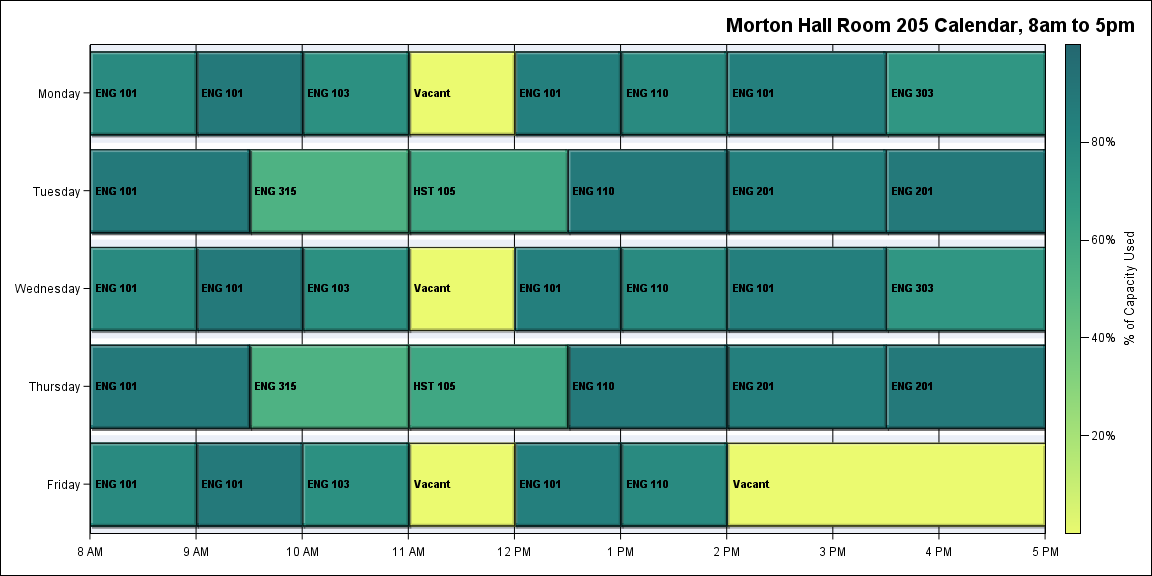 Morton Hall Room 205 Calendar, 8am to 5pm
Monday
ENG 101
ENG 101
ENG 103
Vacant
ENG 101
ENG 110
ENG 101
ENG 303
Tuesday
ENG 101
ENG 315
HST 105
ENG 110
ENG 201
ENG 201
Wednesday
ENG 101
ENG 101
ENG 103
Vacant
ENG 101
ENG 110
ENG 101
ENG 303
Thursday
ENG 101
ENG 315
HST 105
ENG 110
ENG 201
ENG 201
Friday
ENG 101
ENG 101
ENG 103
Vacant
ENG 101
ENG 110
Vacant
8 AM
9 AM
10 AM
11 AM
12 PM
1 PM
2 PM
3 PM
4 PM
5 PM
80%
60%
40%
20%
% of Capacity Used